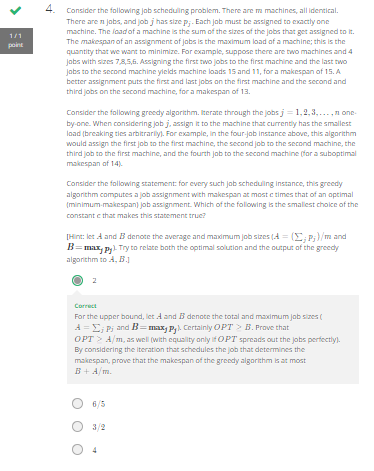 4. Consider the following job scheduling problem. There are m machines, all identical.
There are n jobs, and job j has size p_j. Each job must be assigned to exactly one
machine. The load of a machine is the sum of the sizes of the jobs that get assigned to it.
The makespan of an assignment of jobs is the maximum load of a machine; this is the
quantity that we want to minimize. For example, suppose there are two machines and 4
jobs with sizes 7,8,5,6. Assigning the first two jobs to the first machine and the last two
jobs to the second machine yields machine loads 15 and 11, for a makespan of 15. A
better assignment puts the first and last jobs on the first machine and the second and
third jobs on the second machine, for a makespan of 13.
1 / 1
point
Consider the following greedy algorithm. Iterate through the jobs j = 1, 2, 3, . . . , n one-
by-one. When considering job j, assign it to the machine that currently has the smallest
load (breaking ties arbitrarily). For example, in the four-job instance above, this algorithm
would assign the first job to the first machine, the second job to the second machine, the
third job to the first machine, and the fourth job to the second machine (for a suboptimal
makespan of 14).
Consider the following statement: for every such job scheduling instance, this greedy
algorithm computes a job assignment with makespan at most c times that of an optimal
(minimum-makespan) job assignment. Which of the following is the smallest choice of the
constant c that makes this statement true?
[Hint: let A and B denote the average and maximum job sizes (A = (∑_j p_j)/m and
B = max_j p_j). Try to relate both the optimal solution and the output of the greedy
algorithm to A, B.]
2
Correct
For the upper bound, let A and B denote the total and maximum job sizes (
A = ∑_j p_j and B = max_j p_j). Certainly OPT ≥ B. Prove that
OPT ≥ A/m, as well (with equality only if OPT spreads out the jobs perfectly).
By considering the iteration that schedules the job that determines the
makespan, prove that the makespan of the greedy algorithm is at most
B + A/m.
6/5
3/2
4